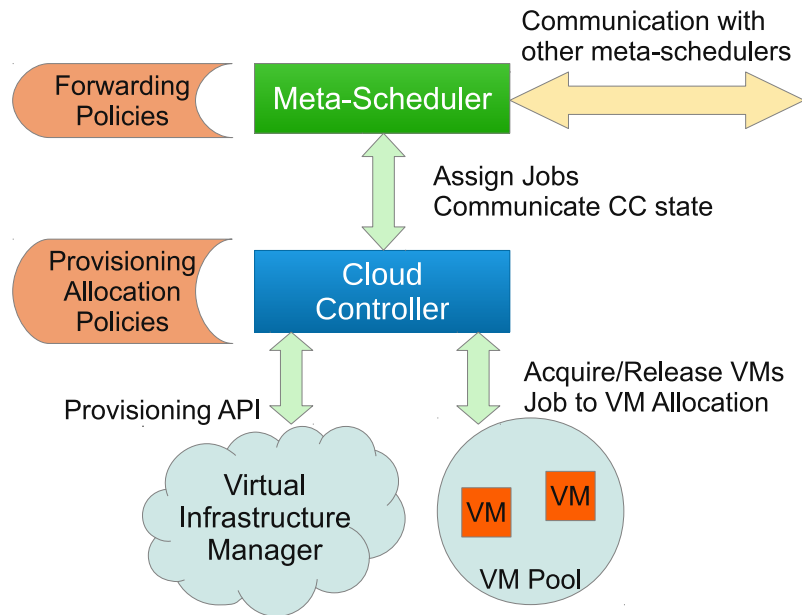 Communication with
other meta-schedulers
Forwarding
Policies
Meta-Scheduler
Assign Jobs
Communicate CC state
Provisioning
Allocation
Policies
Cloud
Controller
Provisioning API
Acquire/Release VMs
Job to VM Allocation
Virtual
Infrastructure
Manager
VM
VM
VM Pool